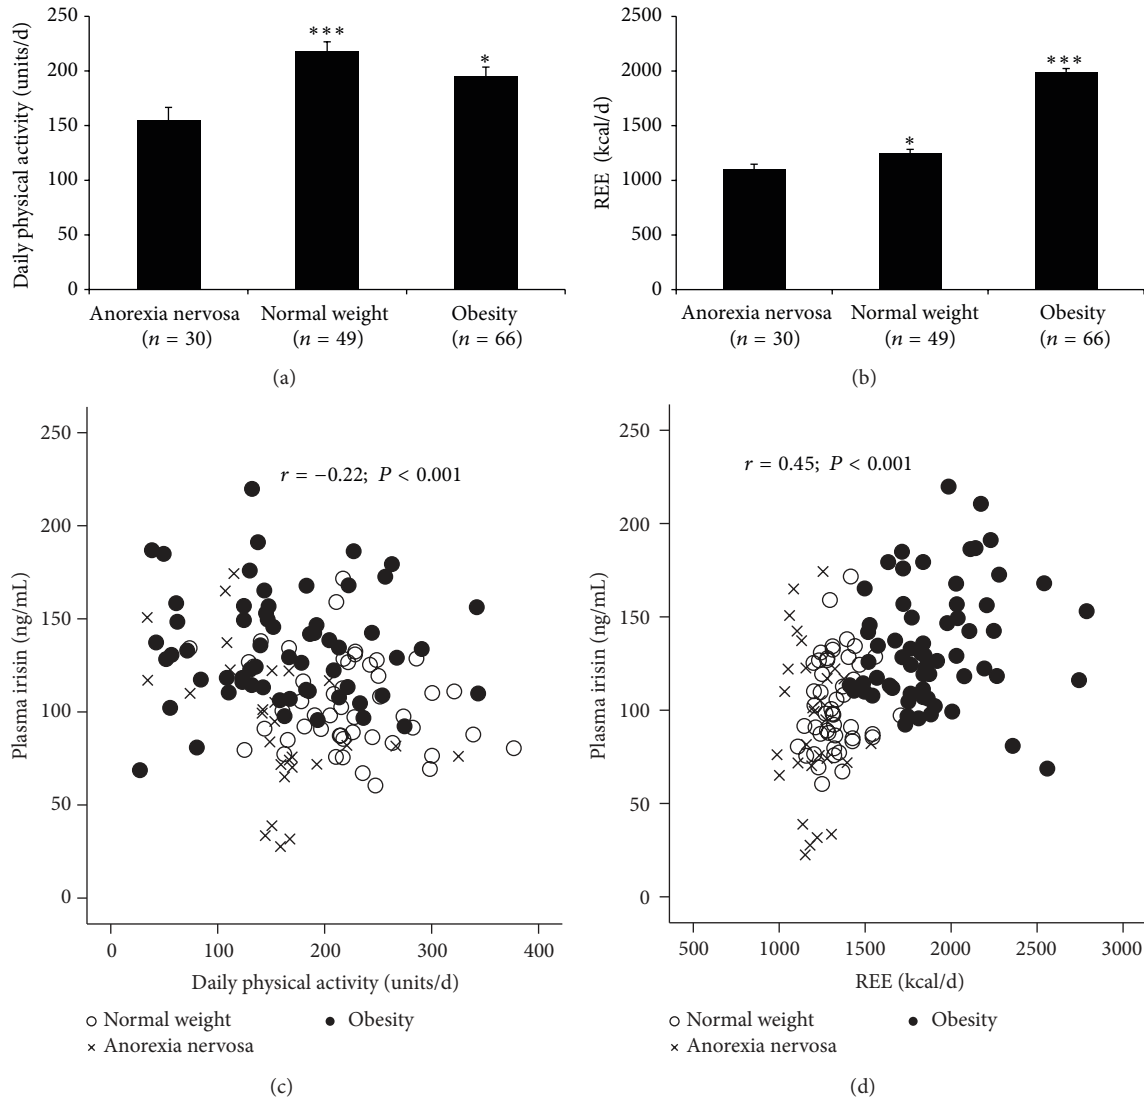 250
200
150
100
50
0
Daily physical activity (units/d)
***
*
Anorexia nervosa
(n = 30)
Normal weight
(n = 49)
Obesity
(n = 66)
(a)
2500
2000
1500
1000
500
0
REE (kcal/d)
*
***
Anorexia nervosa
(n = 30)
Normal weight
(n = 49)
Obesity
(n = 66)
(b)
250
200
150
100
50
0
Plasma irisin (ng/mL)
r = −0.22; P < 0.001
0 100 200 300 400
Daily physical activity (units/d)
Normal weight
Obesity
Anorexia nervosa
(c)
250
200
150
100
50
0
Plasma irisin (ng/mL)
r = 0.45; P < 0.001
500 1000 1500 2000 2500 3000
REE (kcal/d)
Normal weight
Obesity
Anorexia nervosa
(d)